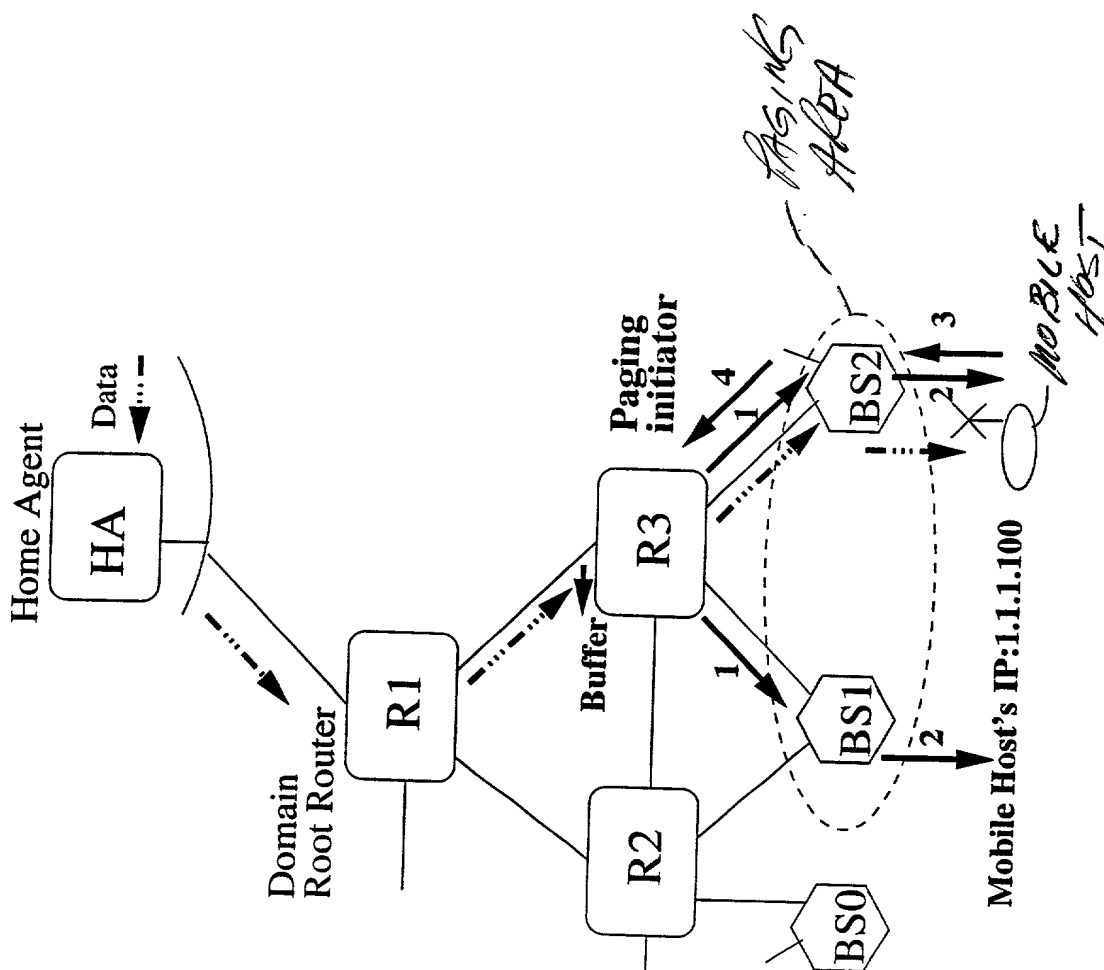 Home Agent
HA
Data
Domain
Root Router
R1
Buffer
Paging
initiator
R2
R3
1
1
4
BS0
BS1
BS2
2
2
3
PAGING
AREA
MOBILE
HOST
Mobile Host's IP:1.1.1.100